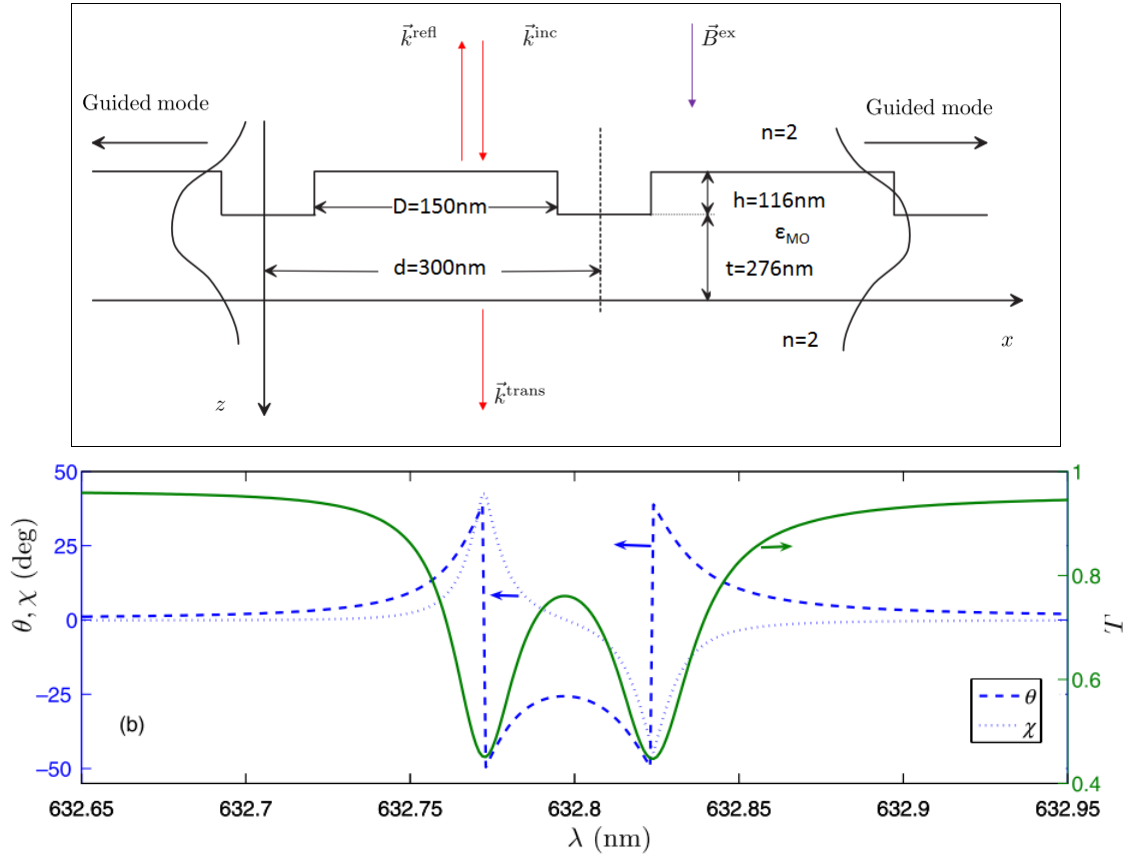 k⃗^refl k⃗^inc B⃗^ex
Guided mode
Guided mode
n=2
D=150nm
h=116nm
ε_MO
d=300nm
t=276nm
n=2
x
k⃗^trans
z
50
25
0
−25
−50
θ, χ (deg)
1
0.8
0.6
0.4
T
(b)
θ
χ
632.65 632.7 632.75 632.8 632.85 632.9 632.95
λ (nm)